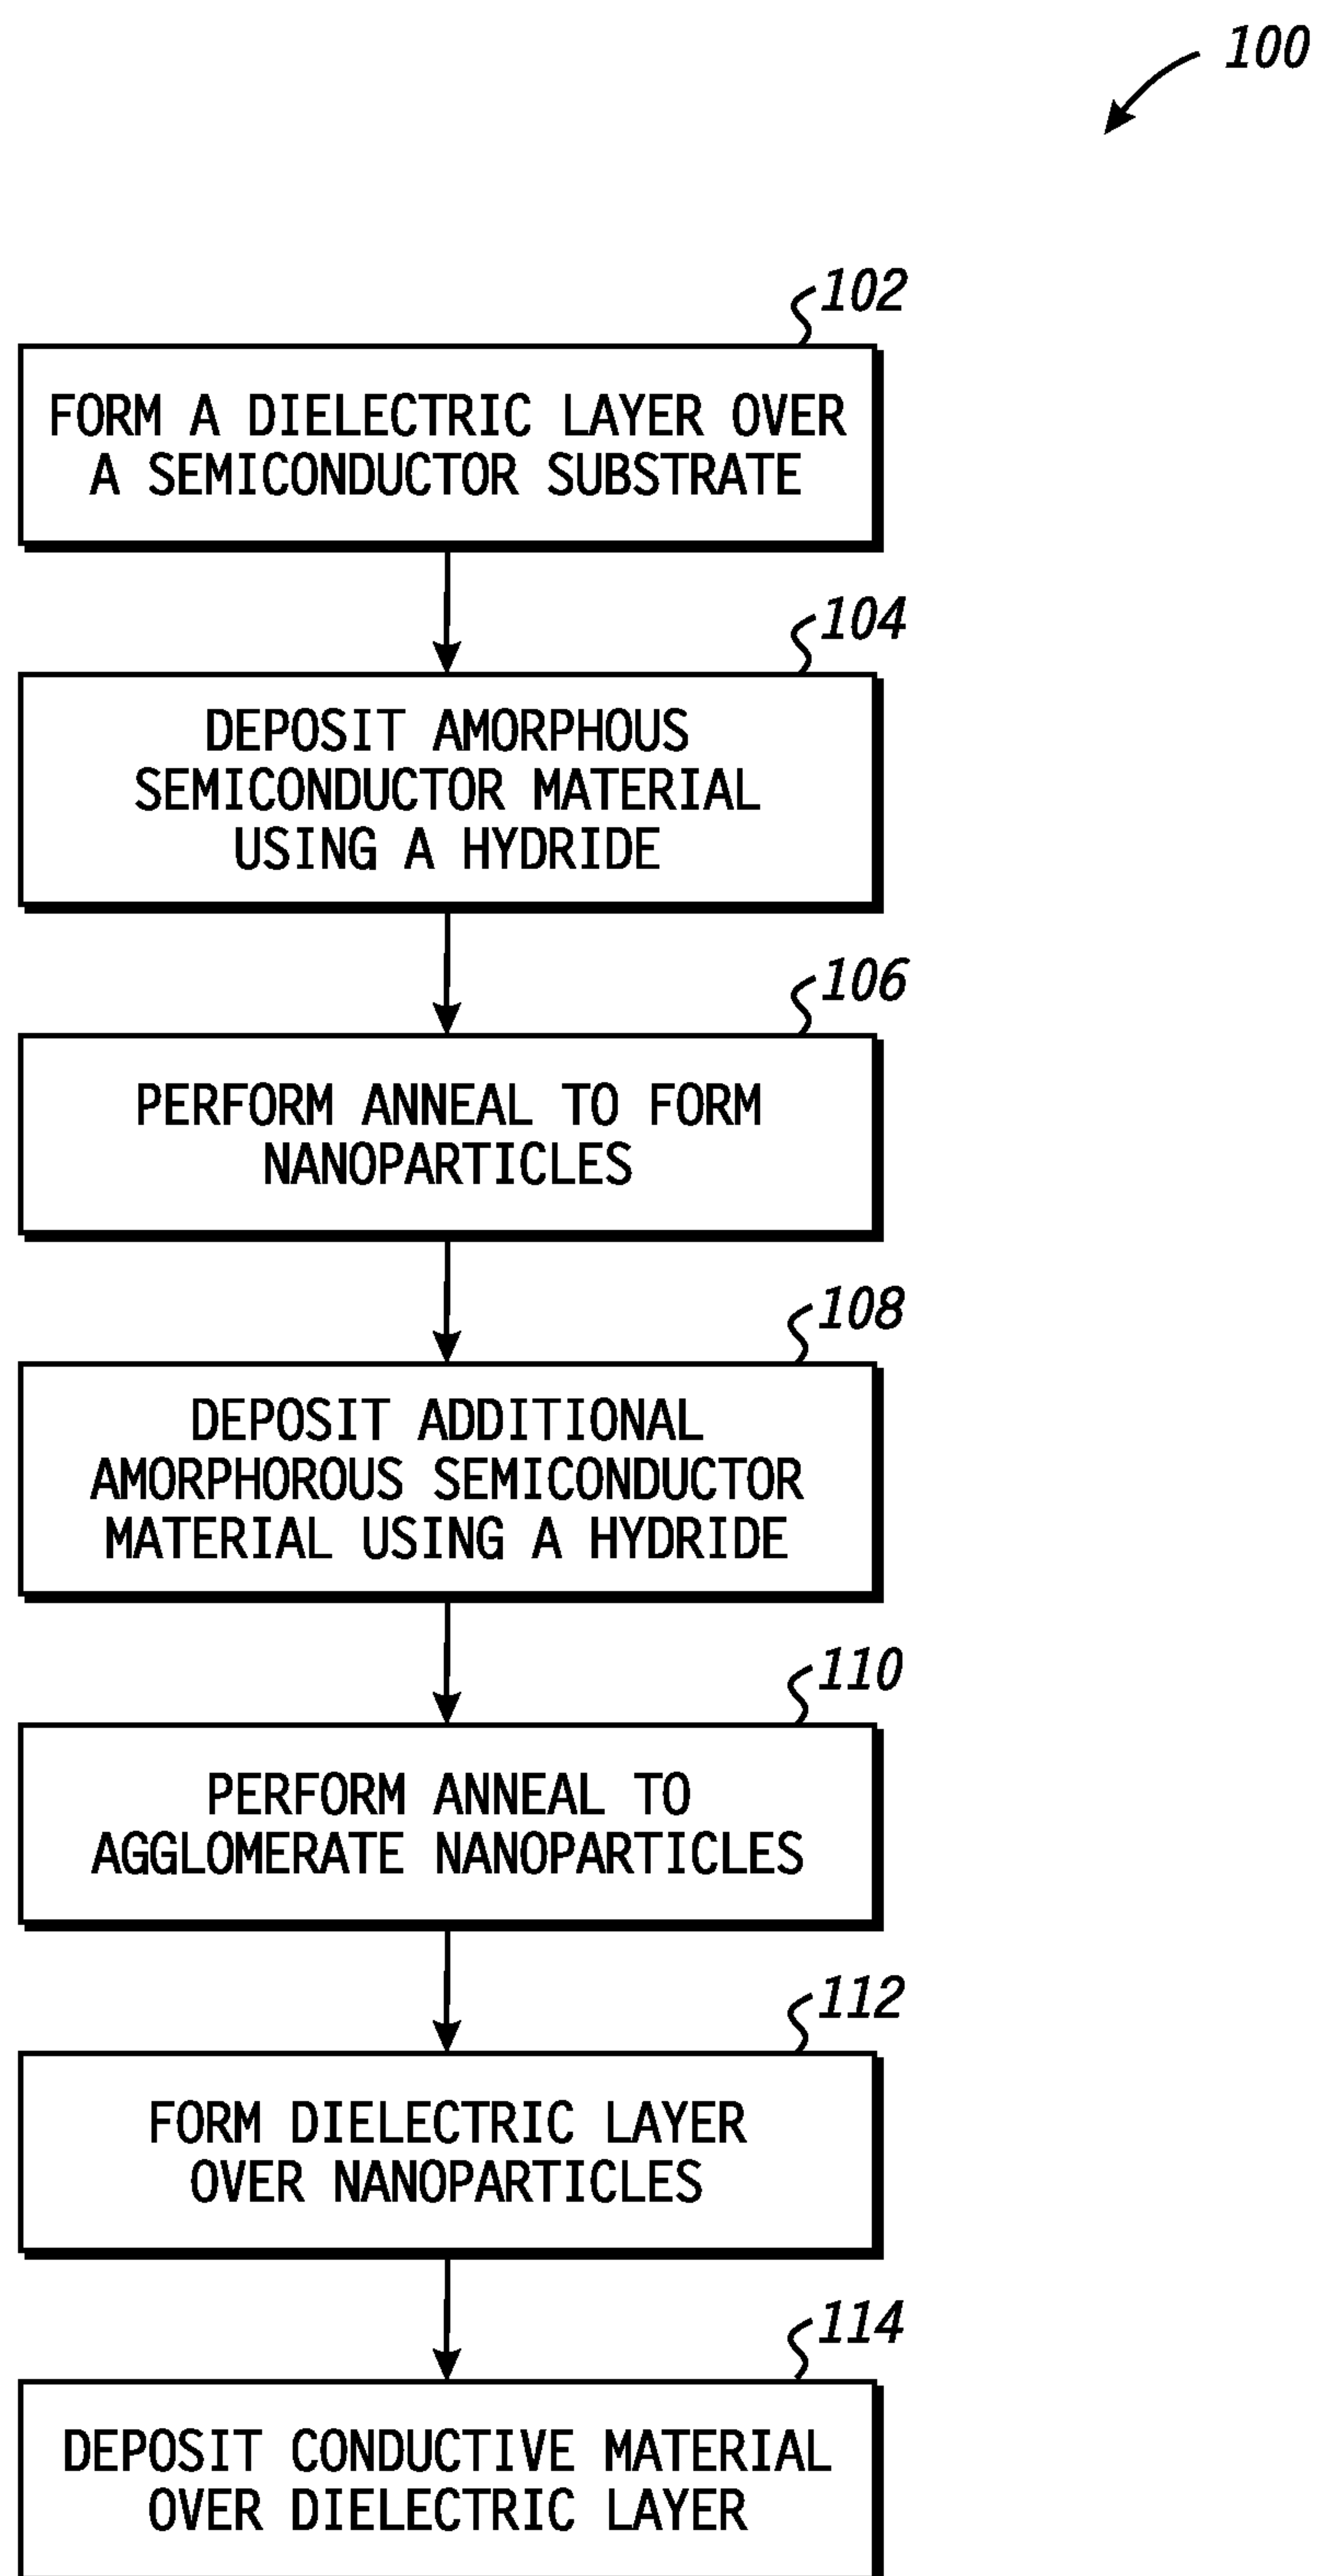 100
102
FORM A DIELECTRIC LAYER OVER
A SEMICONDUCTOR SUBSTRATE
104
DEPOSIT AMORPHOUS
SEMICONDUCTOR MATERIAL
USING A HYDRIDE
106
PERFORM ANNEAL TO FORM
NANOPARTICLES
108
DEPOSIT ADDITIONAL
AMORPHOROUS SEMICONDUCTOR
MATERIAL USING A HYDRIDE
110
PERFORM ANNEAL TO
AGGLOMERATE NANOPARTICLES
112
FORM DIELECTRIC LAYER
OVER NANOPARTICLES
114
DEPOSIT CONDUCTIVE MATERIAL
OVER DIELECTRIC LAYER